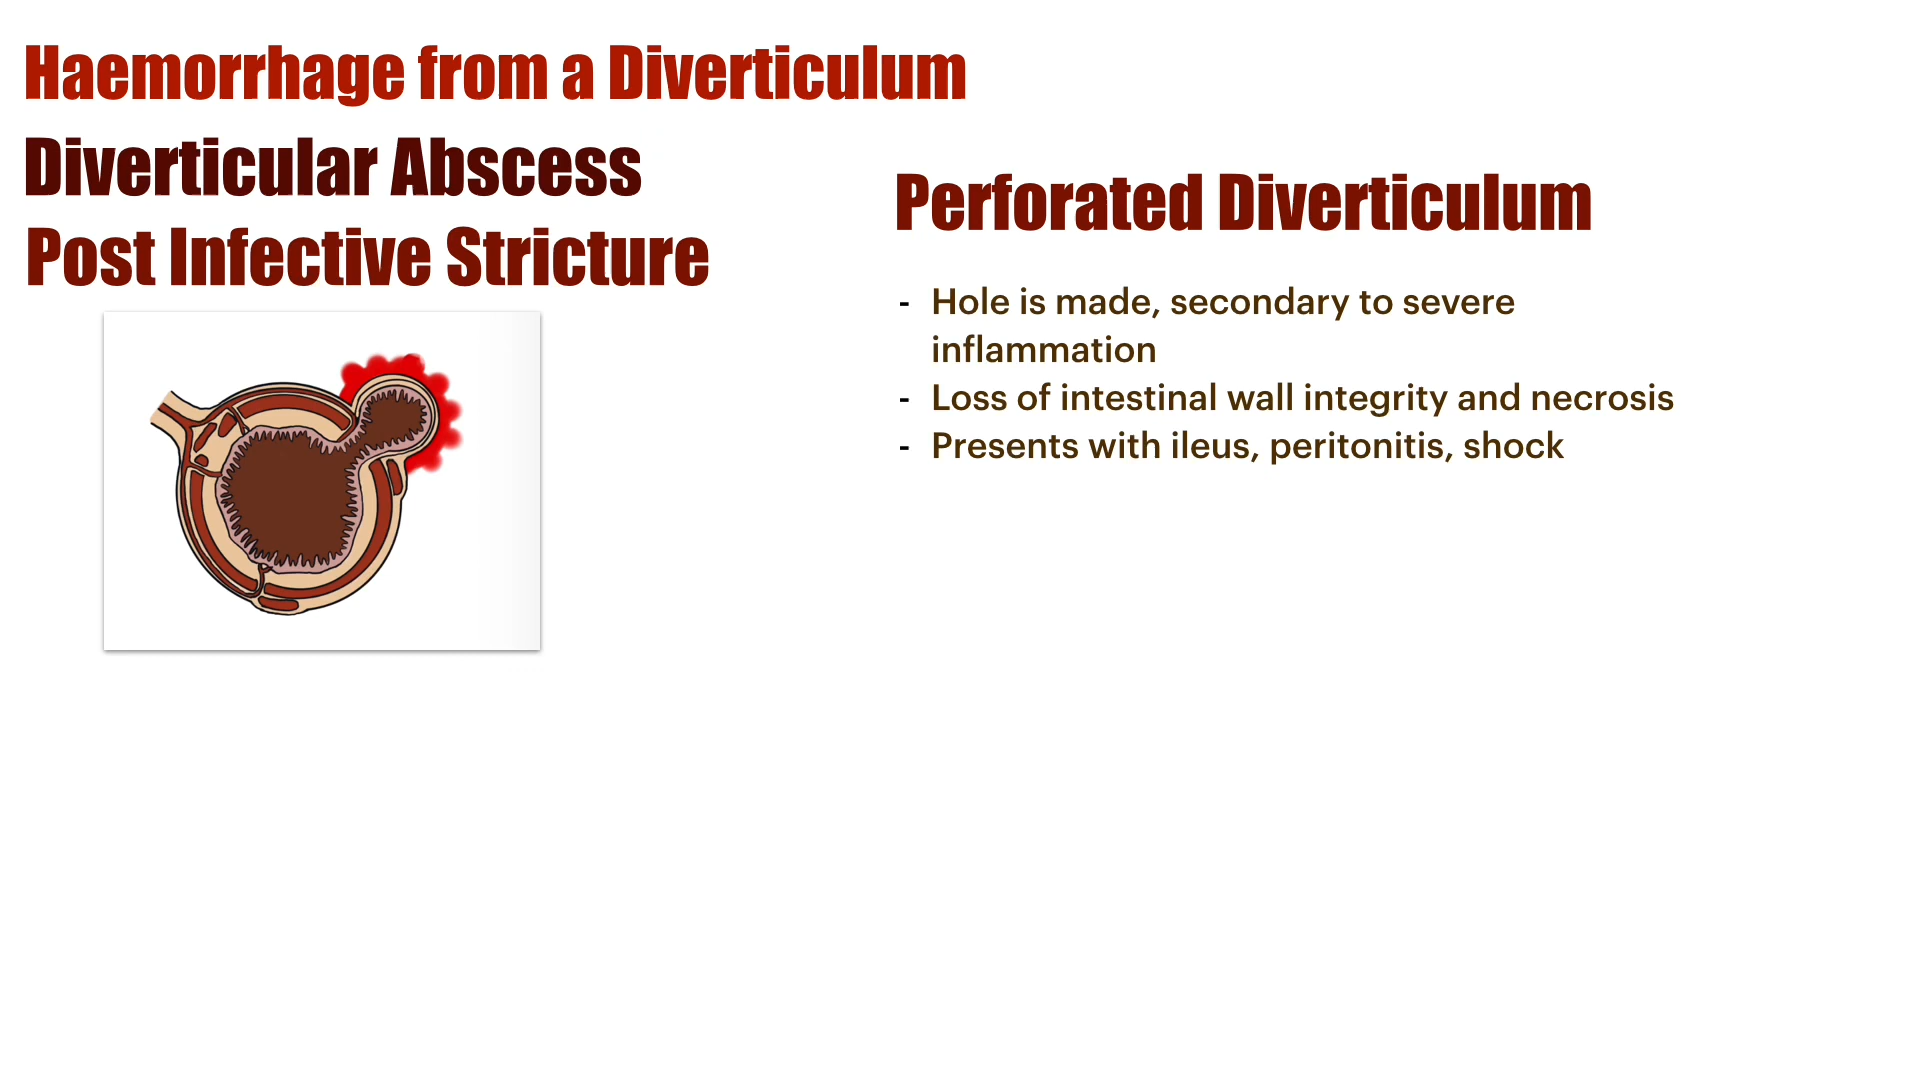 Haemorrhage from a Diverticulum
Diverticular Abscess
Post Infective Stricture
Perforated Diverticulum
- Hole is made, secondary to severe
inflammation
- Loss of intestinal wall integrity and necrosis
- Presents with ileus, peritonitis, shock